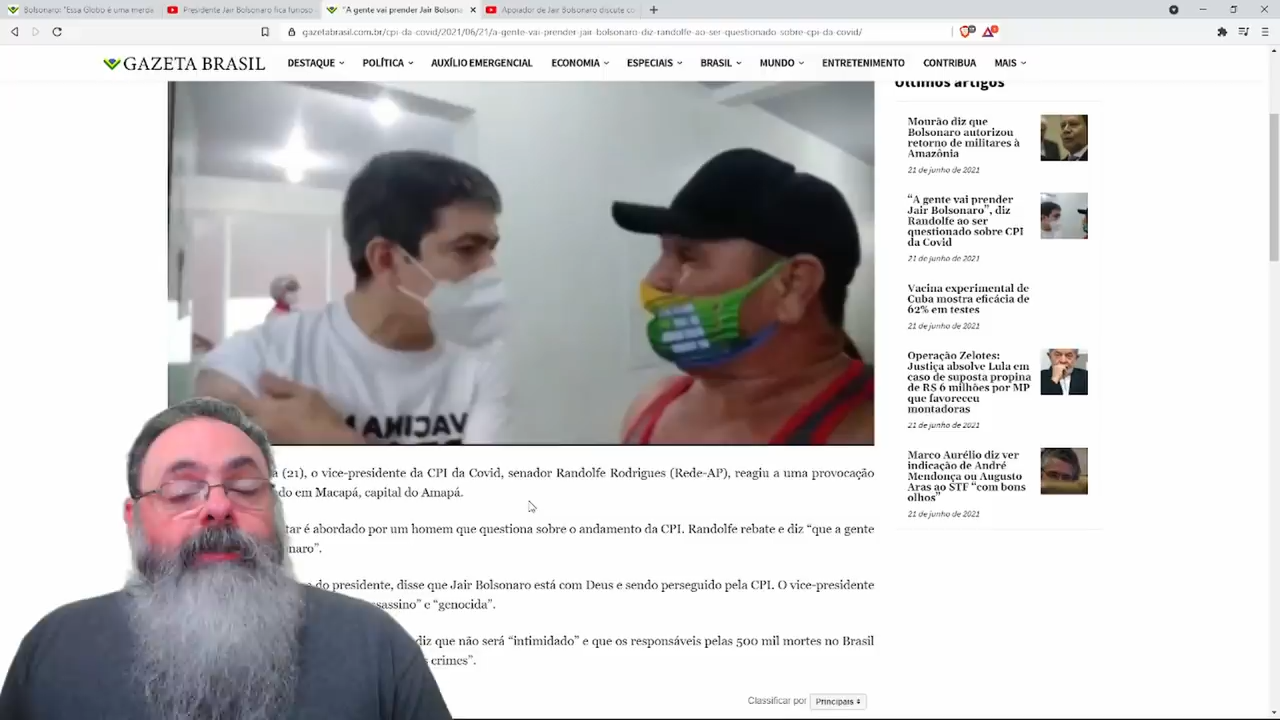 Bolsonaro: "Essa Globo é uma merda
Presidente Jair Bolsonaro fica furioso
"A gente vai prender Jair Bolsona
Apoiador de Jair Bolsonaro discute co
gazetabrasil.com.br/cpi-da-covid/2021/06/21/a-gente-vai-prender-jair-bolsonaro-diz-randolfe-ao-ser-questionado-sobre-cpi-da-covid/
GAZETA BRASIL
DESTAQUE
POLÍTICA
AUXÍLIO EMERGENCIAL
ECONOMIA
ESPECIAIS
BRASIL
MUNDO
ENTRETENIMENTO
CONTRIBUA
MAIS
VACINA
(21), o vice-presidente da CPI da Covid, senador Randolfe Rodrigues (Rede-AP), reagiu a uma provocação
do em Macapá, capital do Amapá.
tar é abordado por um homem que questiona sobre o andamento da CPI. Randolfe rebate e diz “que a gente
naro”.
do presidente, disse que Jair Bolsonaro está com Deus e sendo perseguido pela CPI. O vice-presidente
sassino” e “genocida”.
diz que não será “intimidado” e que os responsáveis pelas 500 mil mortes no Brasil
crimes”.
Classificar por
Principais
Últimos artigos
Mourão diz que
Bolsonaro autorizou
retorno de militares à
Amazônia
21 de junho de 2021
“A gente vai prender
Jair Bolsonaro”, diz
Randolfe ao ser
questionado sobre CPI
da Covid
21 de junho de 2021
Vacina experimental de
Cuba mostra eficácia de
62% em testes
21 de junho de 2021
Operação Zelotes:
Justiça absolve Lula em
caso de suposta propina
de R$ 6 milhões por MP
que favoreceu
montadoras
21 de junho de 2021
Marco Aurélio diz ver
indicação de André
Mendonça ou Augusto
Aras ao STF “com bons
olhos”
21 de junho de 2021